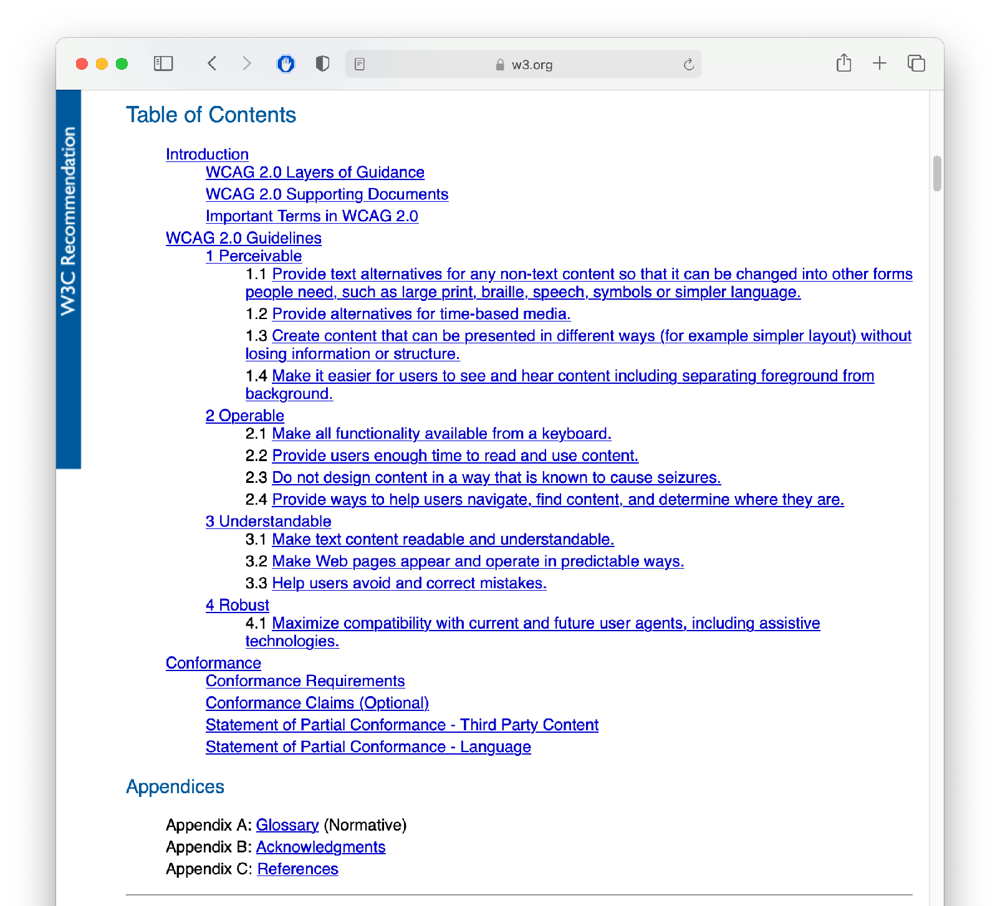 w3.org
W3C Recommendation
Table of Contents
Introduction
WCAG 2.0 Layers of Guidance
WCAG 2.0 Supporting Documents
Important Terms in WCAG 2.0
WCAG 2.0 Guidelines
1 Perceivable
1.1 Provide text alternatives for any non-text content so that it can be changed into other forms
people need, such as large print, braille, speech, symbols or simpler language.
1.2 Provide alternatives for time-based media.
1.3 Create content that can be presented in different ways (for example simpler layout) without
losing information or structure.
1.4 Make it easier for users to see and hear content including separating foreground from
background.
2 Operable
2.1 Make all functionality available from a keyboard.
2.2 Provide users enough time to read and use content.
2.3 Do not design content in a way that is known to cause seizures.
2.4 Provide ways to help users navigate, find content, and determine where they are.
3 Understandable
3.1 Make text content readable and understandable.
3.2 Make Web pages appear and operate in predictable ways.
3.3 Help users avoid and correct mistakes.
4 Robust
4.1 Maximize compatibility with current and future user agents, including assistive
technologies.
Conformance
Conformance Requirements
Conformance Claims (Optional)
Statement of Partial Conformance - Third Party Content
Statement of Partial Conformance - Language
Appendices
Appendix A: Glossary (Normative)
Appendix B: Acknowledgments
Appendix C: References